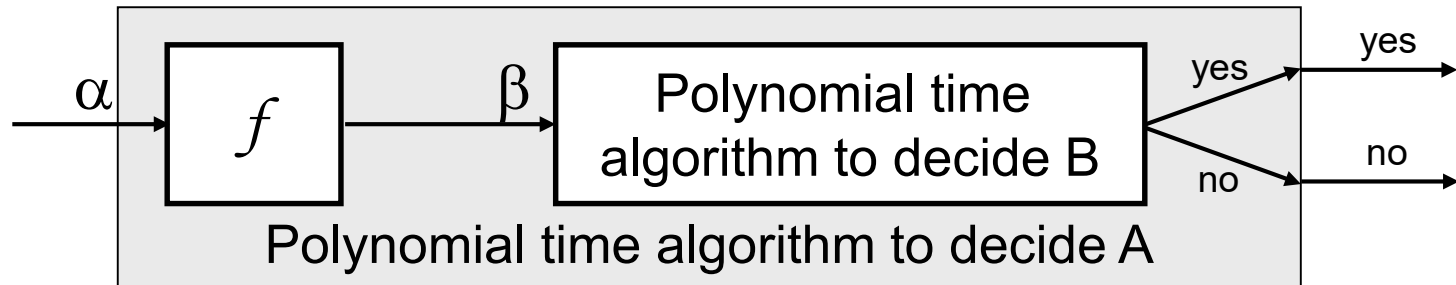 α
f
β
Polynomial time
algorithm to decide B
yes
no
yes
no
Polynomial time algorithm to decide A